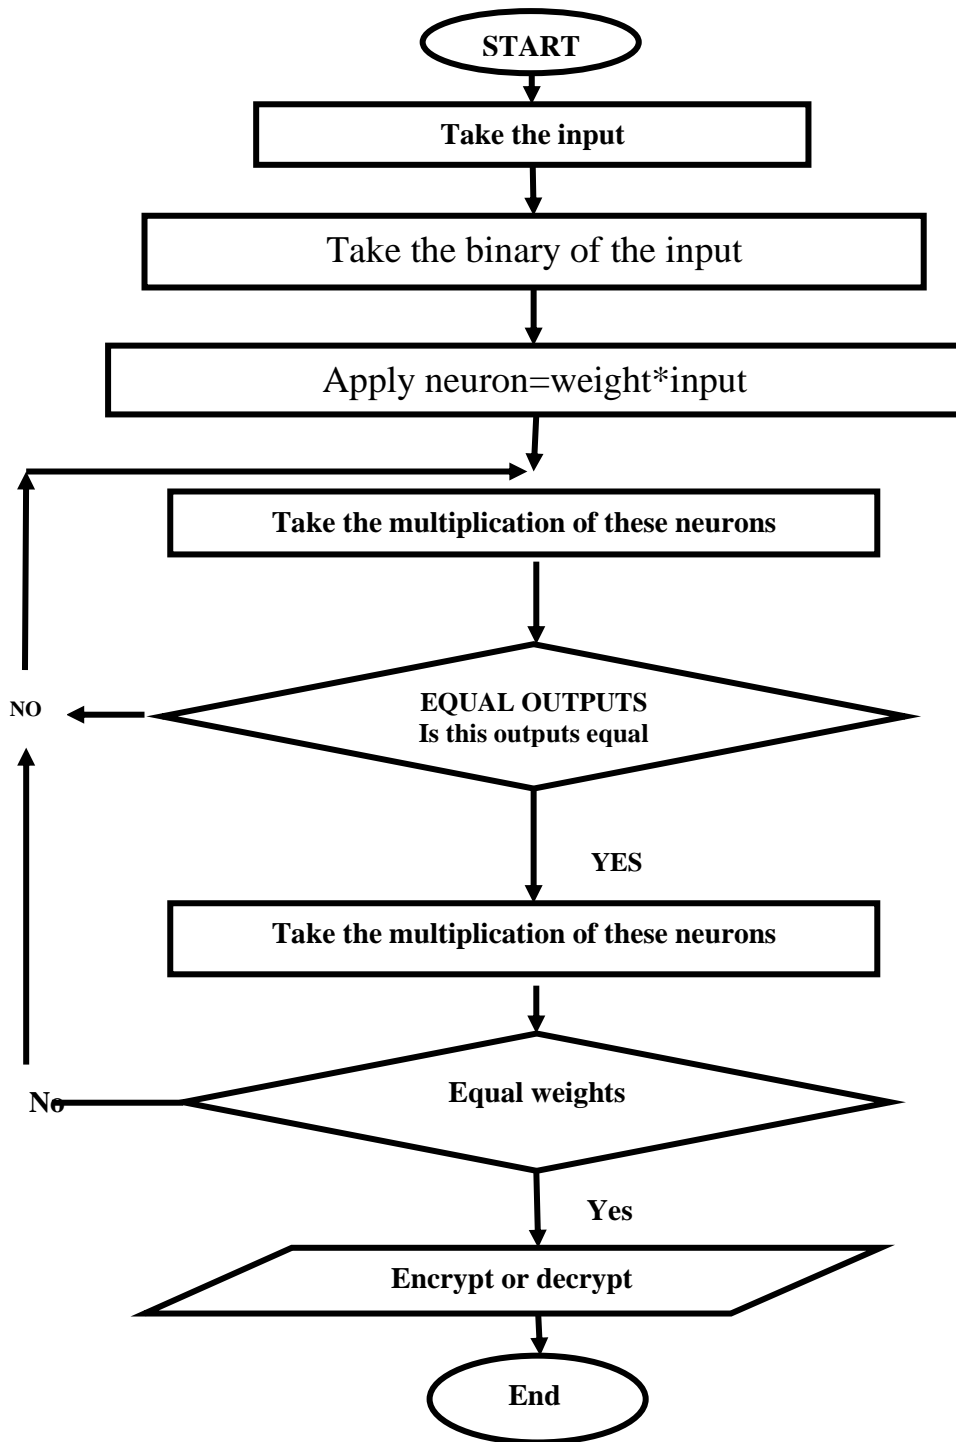 START
Take the input
Take the binary of the input
Apply neuron=weight*input
Take the multiplication of these neurons
EQUAL OUTPUTS
Is this outputs equal
NO
YES
Take the multiplication of these neurons
Equal weights
No
Yes
Encrypt or decrypt
End